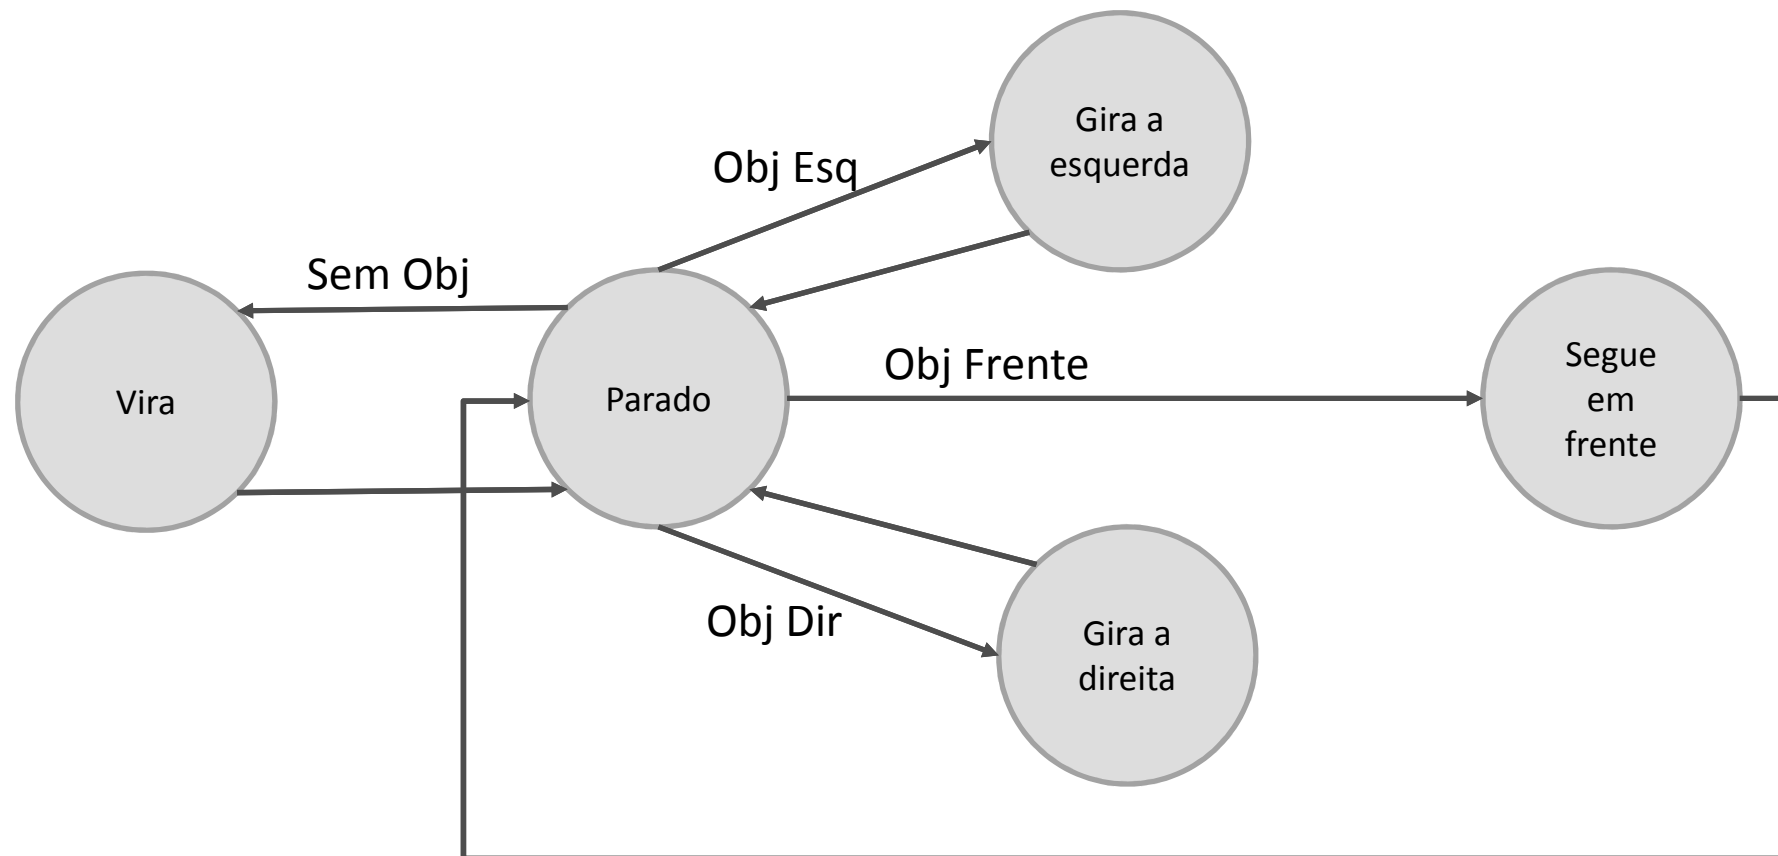 Gira a
esquerda
Obj Esq
Sem Obj
Obj Frente
Segue
em
frente
Vira
Parado
Obj Dir
Gira a
direita